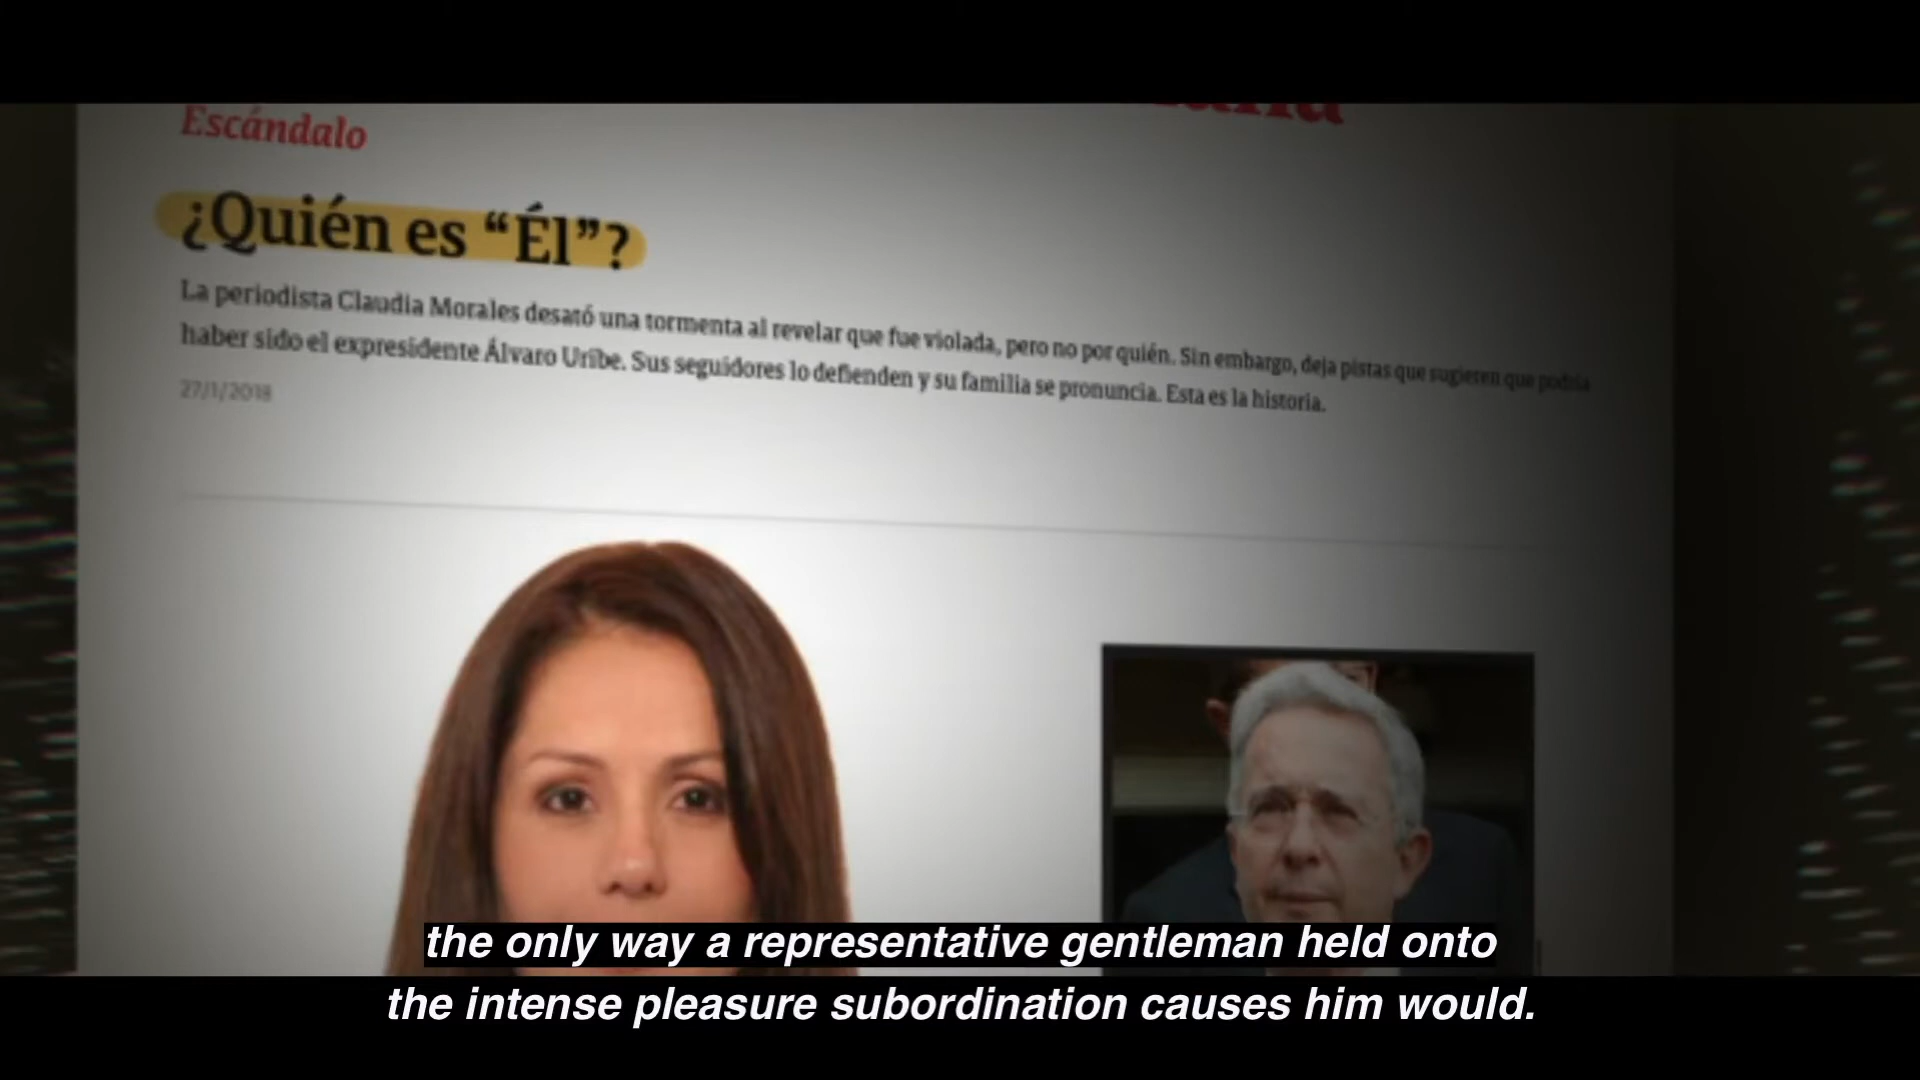 Escándalo
¿Quién es “Él”?
La periodista Claudia Morales desató una tormenta al revelar que fue violada, pero no por quién. Sin embargo, deja pistas que sugieren que podría
haber sido el expresidente Álvaro Uribe. Sus seguidores lo defienden y su familia se pronuncia. Esta es la historia.
27/1/2018
the only way a representative gentleman held onto
the intense pleasure subordination causes him would.